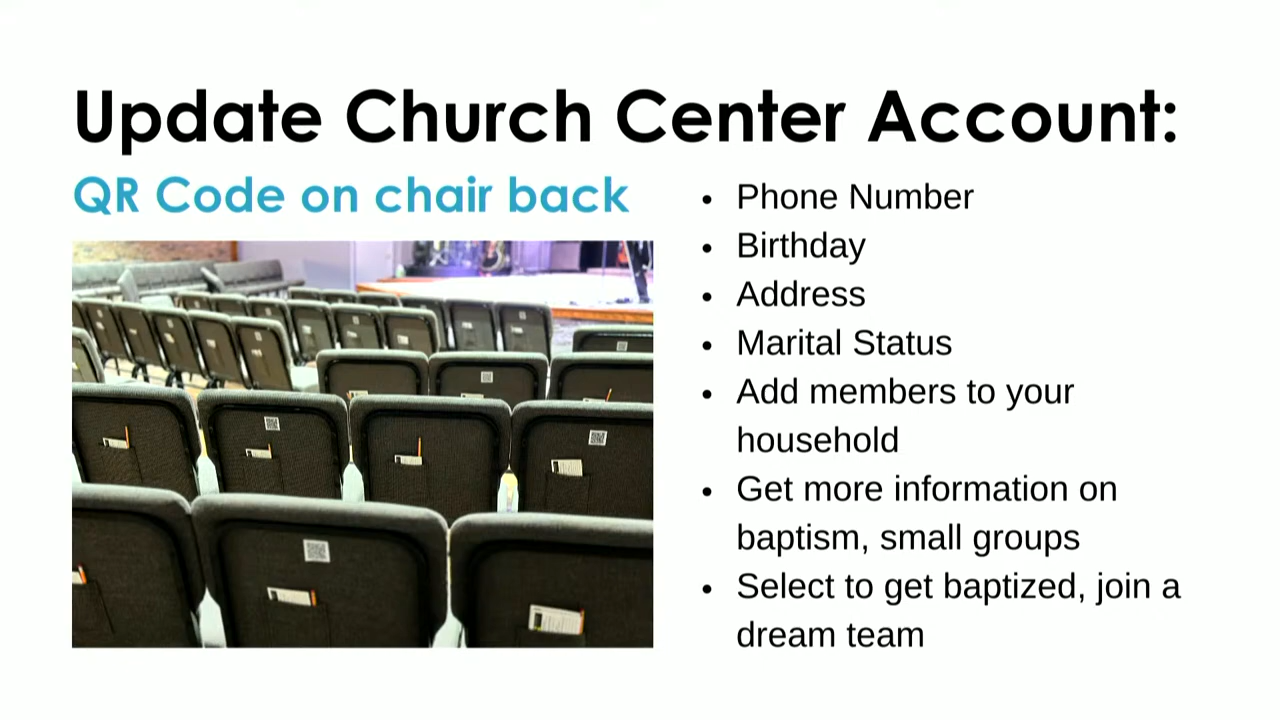 Update Church Center Account:
QR Code on chair back
• Phone Number
• Birthday
• Address
• Marital Status
• Add members to your
household
• Get more information on
baptism, small groups
• Select to get baptized, join a
dream team